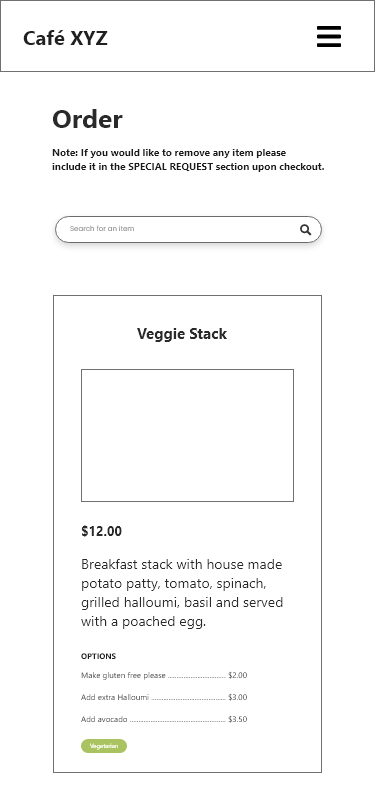 Café XYZ
Order
Note: If you would like to remove any item please
include it in the SPECIAL REQUEST section upon checkout.
Search for an item
Veggie Stack
$12.00
Breakfast stack with house made
potato patty, tomato, spinach,
grilled halloumi, basil and served
with a poached egg.
OPTIONS
Make gluten free please ............................ $2.00
Add extra Halloumi .................................... $3.00
Add avocado .............................................. $3.50
Vegetarian